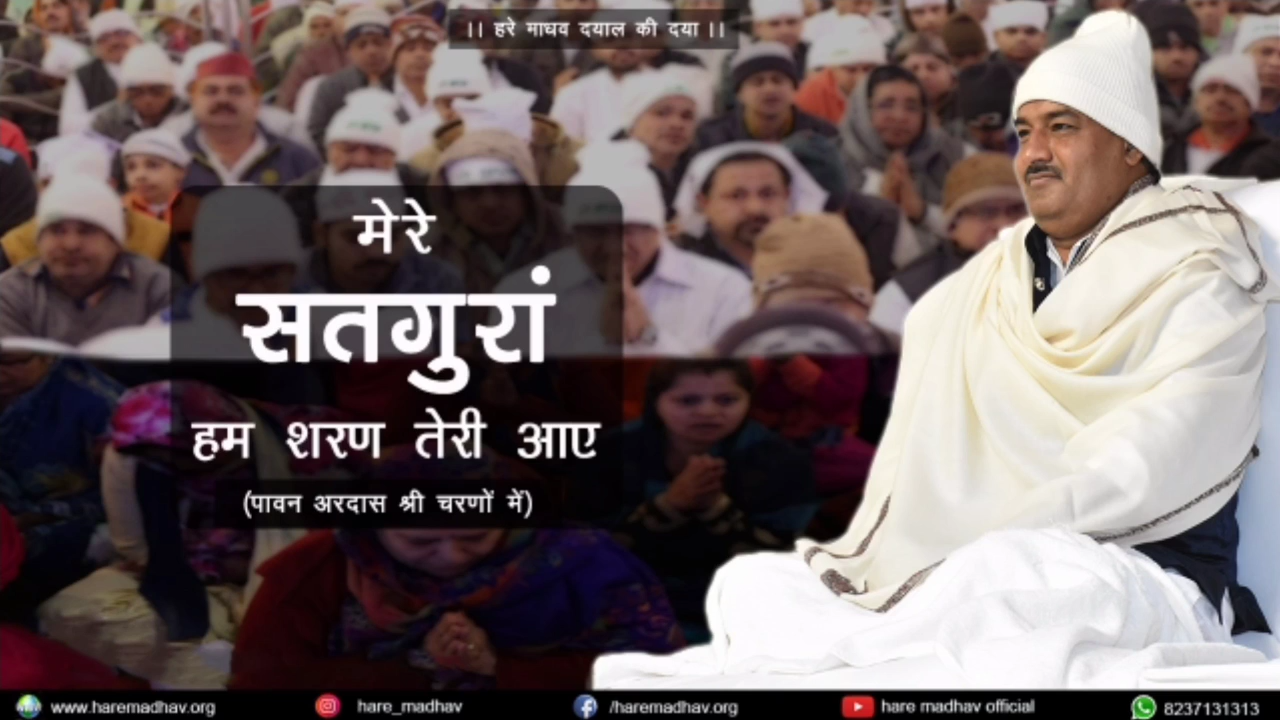 || हरे माधव दयाल की दया ||
मेरे
सतगुरां
हम शरण तेरी आए
(पावन अरदास श्री चरणों में)
www.haremadhav.org hare_madhav /haremadhav.org hare madhav official 8237131313